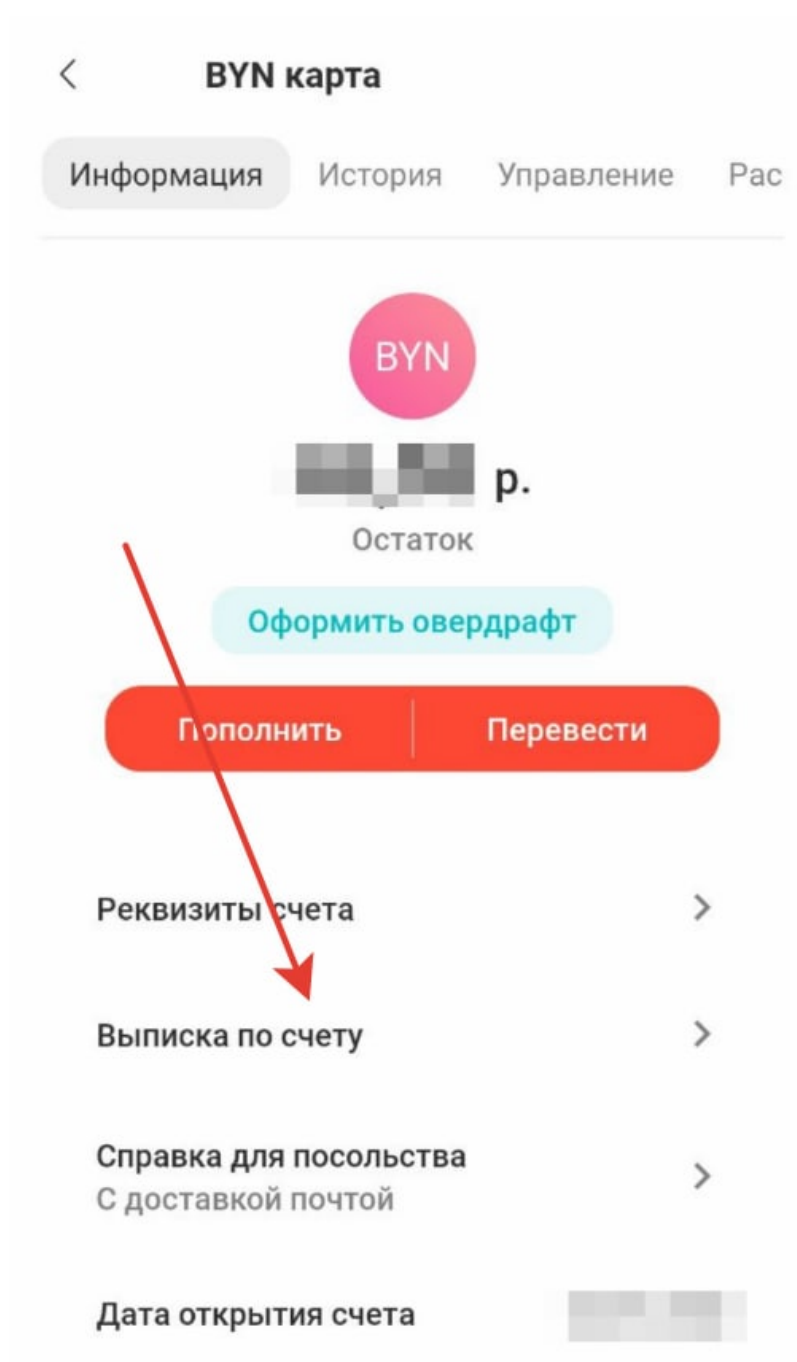 BYN карта
Информация История Управление Рас
BYN
р.
Остаток
Оформить овердрафт
Пополнить Перевести
Реквизиты счета
Выписка по счету
Справка для посольства
С доставкой почтой
Дата открытия счета